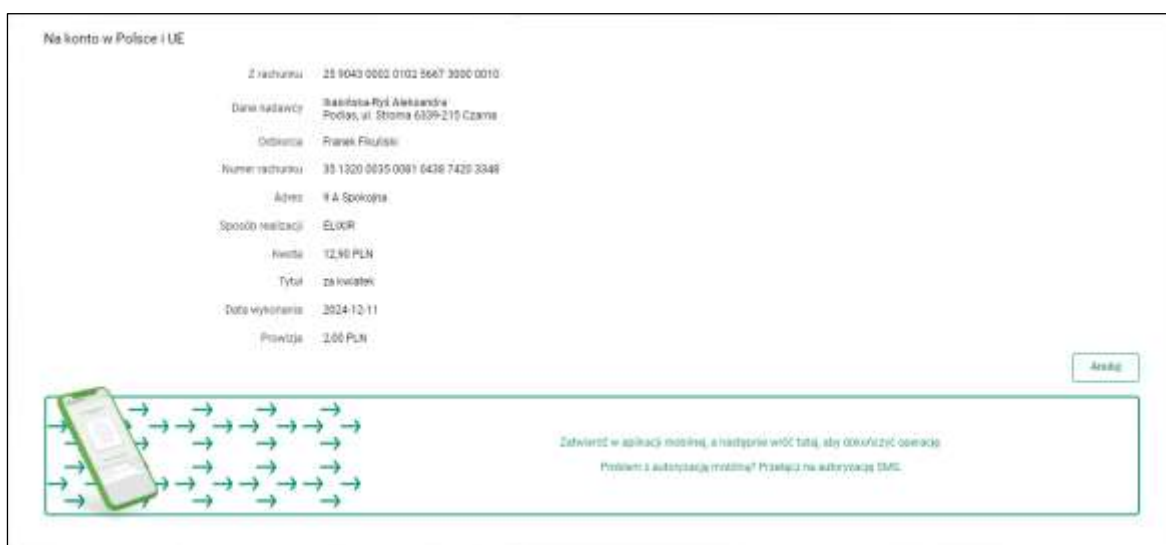 Na konto w Polsce i UE
Z rachunku 25 9043 0002 0102 5667 3000 0010
Dane nadawcy Aleksandra
Podlas, ul. Stroma 6339-215 Czarna
Odbiorca Franek Fikuliski
Numer rachunku 35 1320 0035 0081 0438 7420 3348
Adres 9 A Spokojna
Sposób realizacji ELIXIR
Kwota 12,90 PLN
Tytuł za kwiatek
Data wykonania 2024-12-11
Prowizja 2,00 PLN
Anuluj
Zatwierdź w aplikacji mobilnej, a następnie wróć tutaj, aby dokończyć operację.
Problem z autoryzacją mobilną? Przełącz na autoryzację SMS.